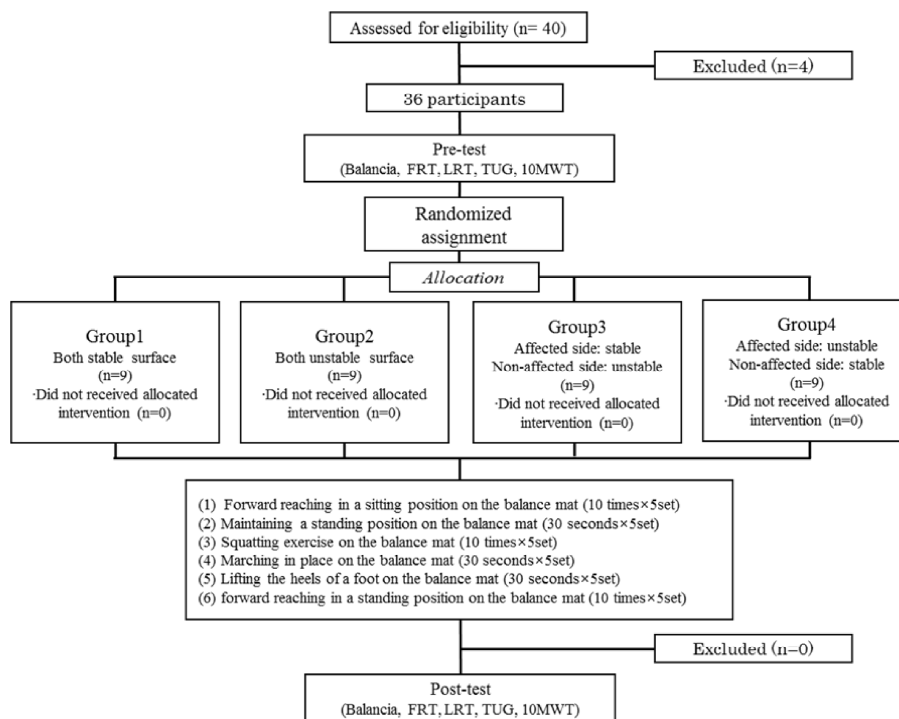 Assessed for eligibility (n= 40)
Excluded (n=4)
36 participants
Pre-test
(Balancia, FRT, LRT, TUG, 10MWT)
Randomized
assignment
Allocation
Group1
Both stable surface
(n=9)
·Did not received allocated
intervention (n=0)
Group2
Both unstable surface
(n=9)
·Did not received allocated
intervention (n=0)
Group3
Affected side: stable
Non-affected side: unstable
(n=9)
·Did not received allocated
intervention (n=0)
Group4
Affected side: unstable
Non-affected side: stable
(n=9)
·Did not received allocated
intervention (n=0)
(1) Forward reaching in a sitting position on the balance mat (10 times×5set)
(2) Maintaining a standing position on the balance mat (30 seconds×5set)
(3) Squatting exercise on the balance mat (10 times×5set)
(4) Marching in place on the balance mat (30 seconds×5set)
(5) Lifting the heels of a foot on the balance mat (30 seconds×5set)
(6) forward reaching in a standing position on the balance mat (10 times×5set)
Excluded (n–0)
Post-test
(Balancia, FRT, LRT, TUG, 10MWT)